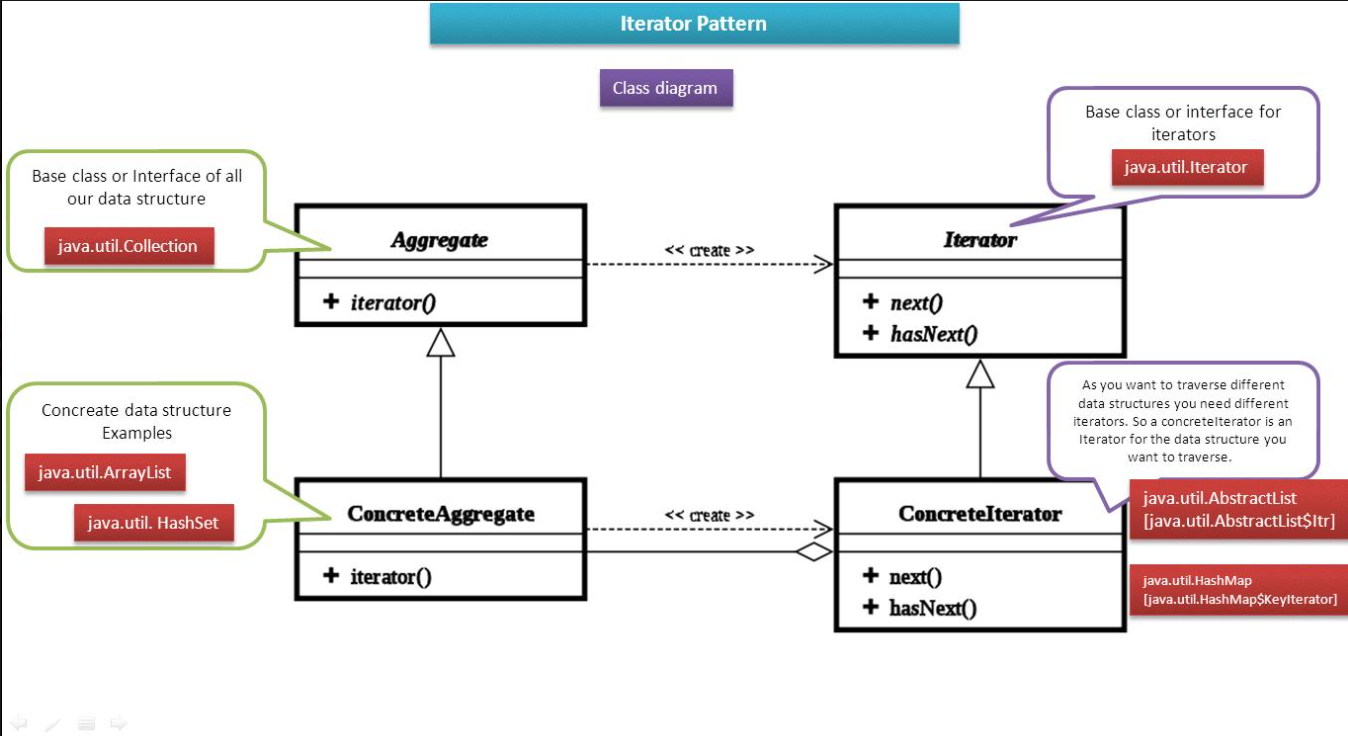 Iterator Pattern
Class diagram
Base class or interface for
iterators
java.util.Iterator
Base class or Interface of all
our data structure
java.util.Collection
Aggregate
+ iterator()
<< create >>
Iterator
+ next()
+ hasNext()
Concreate data structure
Examples
java.util.ArrayList
java.util. HashSet
As you want to traverse different
data structures you need different
iterators. So a concreteIterator is an
Iterator for the data structure you
want to traverse.
java.util.AbstractList
[java.util.AbstractList$Itr]
java.util.HashMap
[java.util.HashMap$KeyIterator]
ConcreteAggregate
+ iterator()
<< create >>
ConcreteIterator
+ next()
+ hasNext()